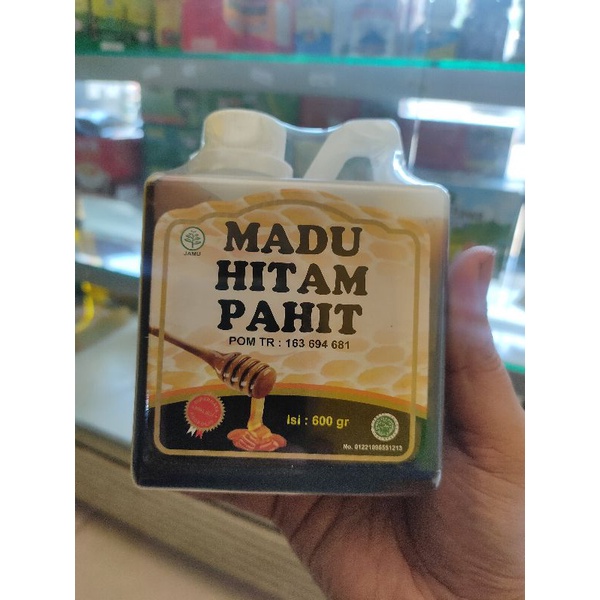 JAMU
MADU
HITAM
PAHIT
POM TR : 163 694 681
Isi : 600 gr